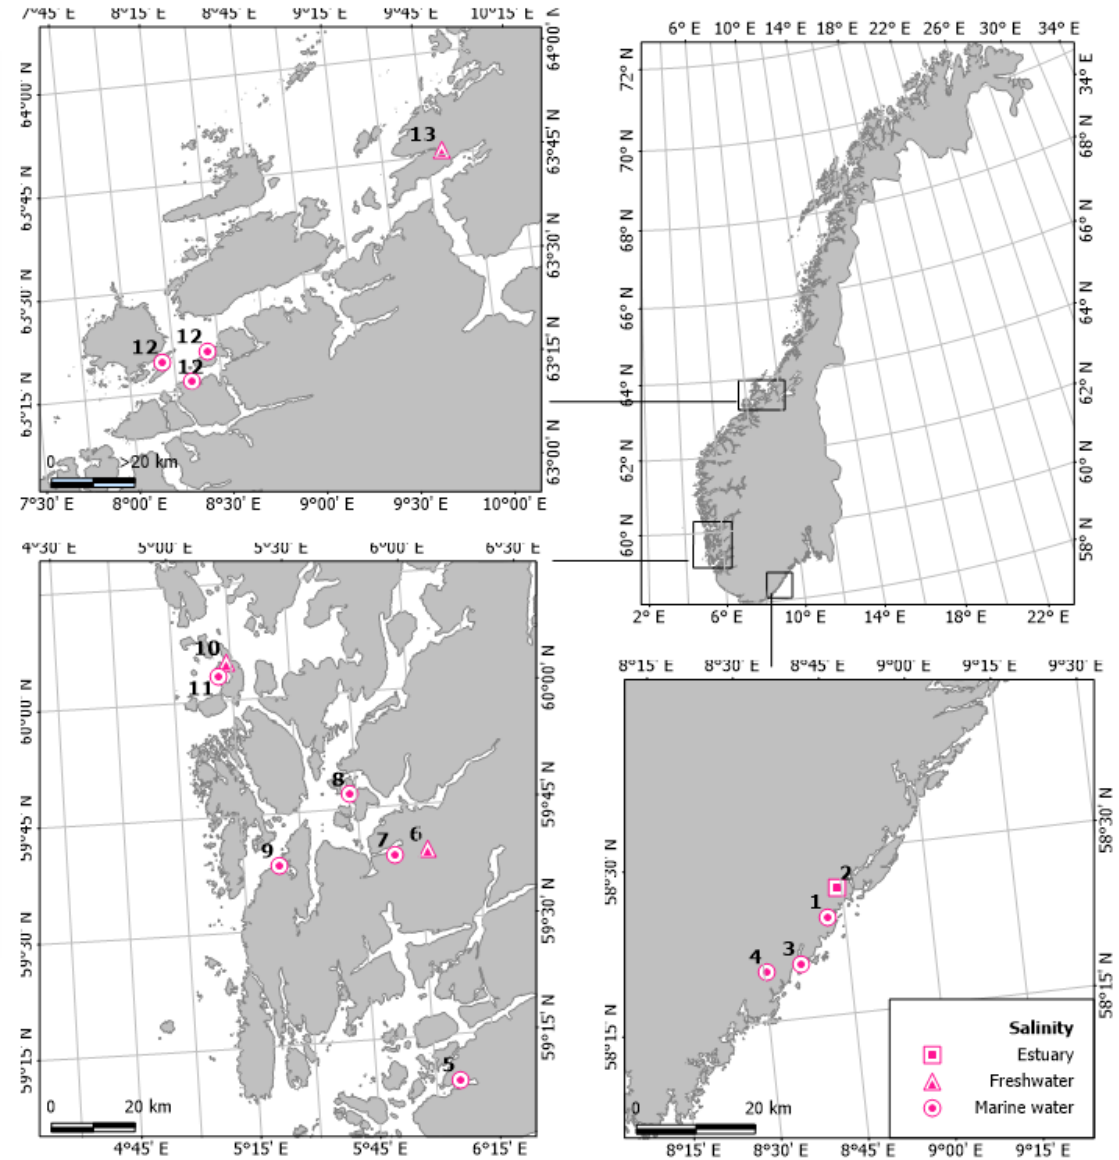 7°45' E 8°15' E 8°45' E 9°15' E 9°45' E 10°15' E
64°00' N
63°45' N
63°30' N
63°15' N
64°00' N
63°45' N
63°30' N
63°15' N
63°00' N
13
12
12
12
0 >20 km
7°30' E 8°00' E 8°30' E 9°00' E 9°30' E 10°00' E
6° E 10° E 14° E 18° E 22° E 26° E 30° E 34° E
72° N
70° N
68° N
66° N
64° N
62° N
60° N
34° E
68° N
66° N
64° N
62° N
60° N
58° N
2° E 6° E 10° E 14° E 18° E 22° E
4°30' E 5°00' E 5°30' E 6°00' E 6°30' E
60°00' N
59°45' N
59°30' N
59°15' N
60°00' N
59°45' N
59°30' N
59°15' N
10
11
8
7 6
9
5
0 20 km
4°45' E 5°15' E 5°45' E 6°15' E
8°15' E 8°30' E 8°45' E 9°00' E 9°15' E 9°30' E
58°30' N
58°15' N
58°30' N
58°15' N
2
1
3
4
Salinity
Estuary
Freshwater
Marine water
0 20 km
8°15' E 8°30' E 8°45' E 9°00' E 9°15' E